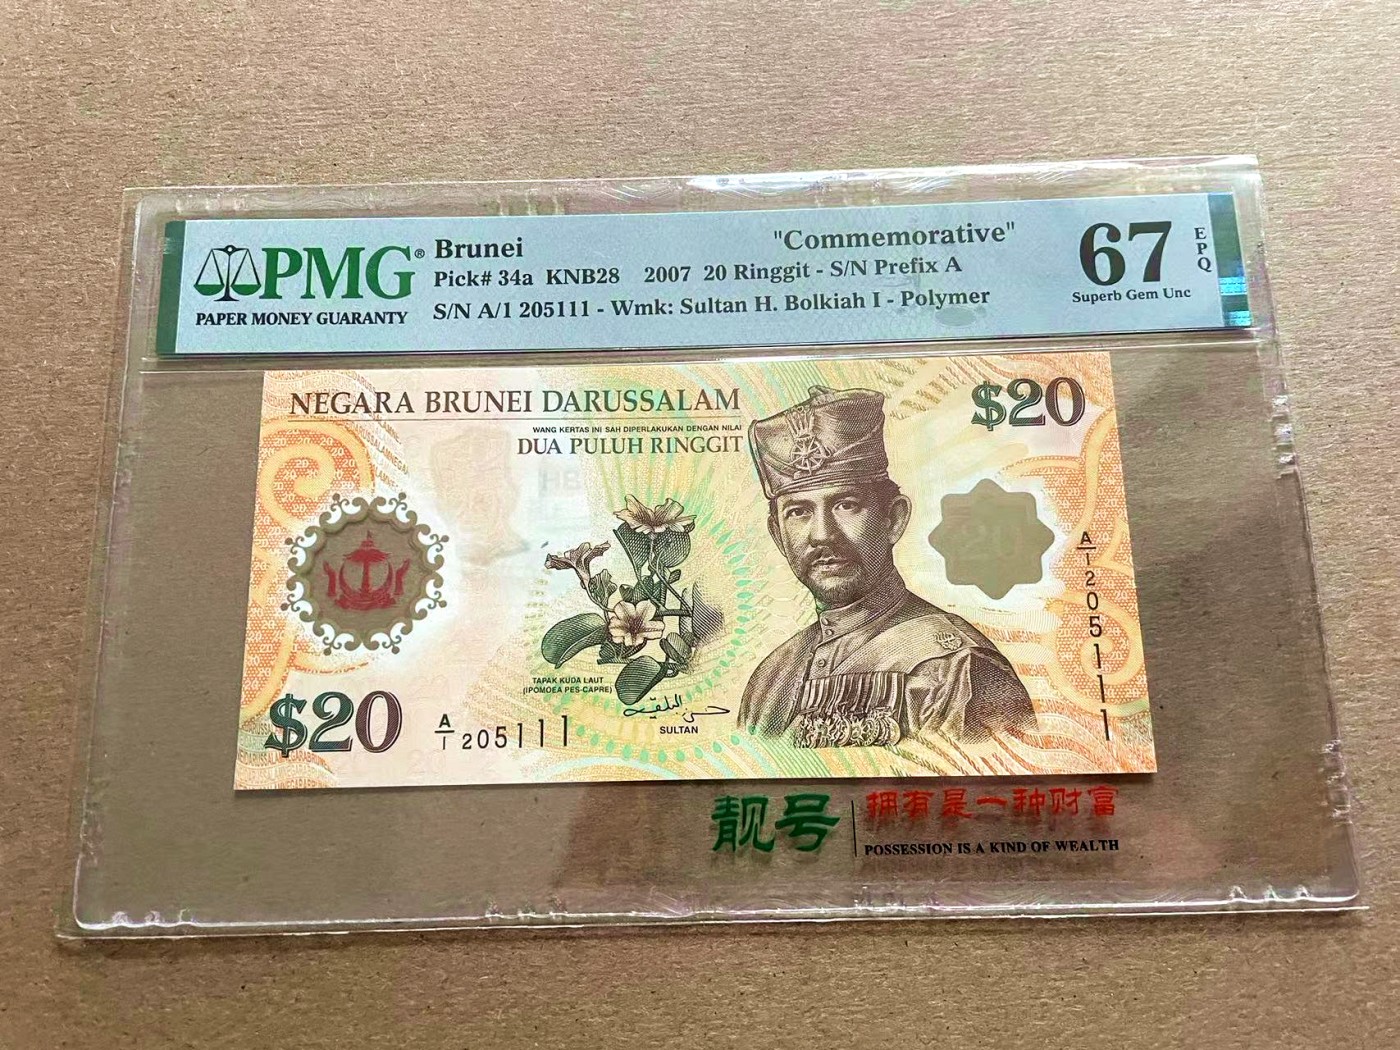 PMG®
PAPER MONEY GUARANTY
Brunei
"Commemorative"
Pick# 34a KNB28 2007 20 Ringgit - S/N Prefix A
S/N A/1 205111 - Wmk: Sultan H. Bolkiah I - Polymer
67
EPQ
Superb Gem Unc
NEGARA BRUNEI DARUSSALAM
WANG KERTAS INI SAH DIPERLAKUKAN DENGAN NILAI
DUA PULUH RINGGIT
$20
20
A/1 205111
TAPAK KUDA LAUT
(IPOMOEA PES-CAPRE)
حسن البلقيه
SULTAN
$20
A/1 205111
靓号
拥有是一种财富
POSSESSION IS A KIND OF WEALTH